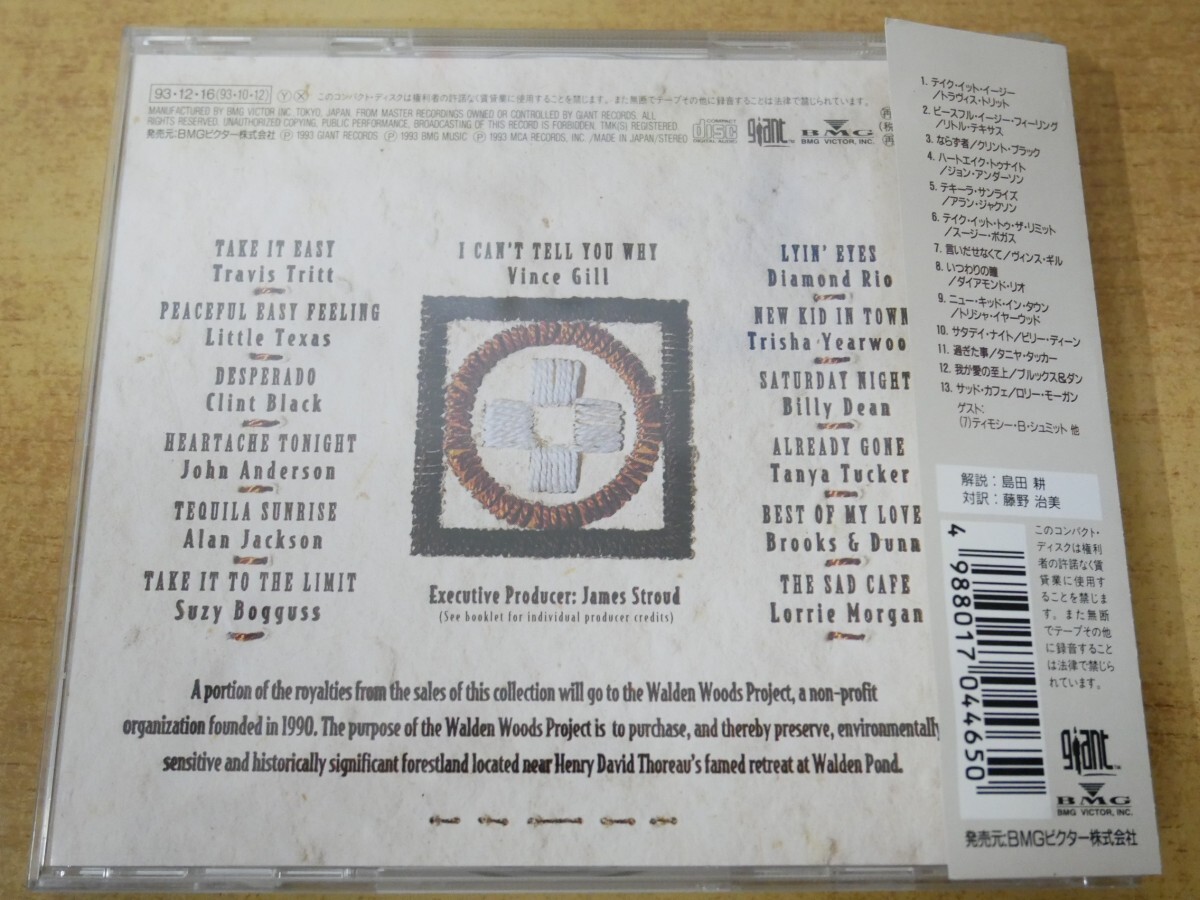 93・12・16(93・10・12) Y X このコンパクト・ディスクは権利者の許諾なく賃貸業に使用することを禁じます。また無断でテープその他に録音することは法律で禁じられています。
MANUFACTURED BY BMG VICTOR INC. TOKYO, JAPAN, FROM MASTER RECORDINGS OWNED OR CONTROLLED BY GIANT RECORDS. ALL
RIGHTS RESERVED. UNAUTHORIZED COPYING, PUBLIC PERFORMANCE, BROADCASTING OF THIS RECORD IS FORBIDDEN. TMK(S) REGISTERED.
発売元:BMGビクター株式会社 Ⓟ 1993 GIANT RECORDS Ⓟ 1993 BMG MUSIC Ⓟ 1993 MCA RECORDS, INC. /MADE IN JAPAN/STEREO
COMPACT
disc
DIGITAL AUDIO
giant™
BMG
BMG VICTOR, INC.
TAKE IT EASY
Travis Tritt
PEACEFUL EASY FEELING
Little Texas
DESPERADO
Clint Black
HEARTACHE TONIGHT
John Anderson
TEQUILA SUNRISE
Alan Jackson
TAKE IT TO THE LIMIT
Suzy Bogguss
I CAN'T TELL YOU WHY
Vince Gill
Executive Producer: James Stroud
(See booklet for individual producer credits)
LYIN' EYES
Diamond Rio
NEW KID IN TOWN
Trisha Yearwoo
SATURDAY NIGHT
Billy Dean
ALREADY GONE
Tanya Tucker
BEST OF MY LOVE
Brooks & Dunn
THE SAD CAFE
Lorrie Morgan
A portion of the royalties from the sales of this collection will go to the Walden Woods Project, a non-profit
organization founded in 1990. The purpose of the Walden Woods Project is to purchase, and thereby preserve, environmentally
sensitive and historically significant forestland located near Henry David Thoreau's famed retreat at Walden Pond.
1. テイク・イット・イージー
/トラヴィス・トリット
2. ピースフル・イージー・フィーリング
/リトル・テキサス
3. ならず者/クリント・ブラック
4. ハートエイク・トゥナイト
/ジョン・アンダーソン
5. テキーラ・サンライズ
/アラン・ジャクソン
6. テイク・イット・トゥ・ザ・リミット
/スージー・ボガス
7. 言いだせなくて/ヴィンス・ギル
8. いつわりの瞳
/ダイアモンド・リオ
9. ニュー・キッド・イン・タウン
/トリシャ・イヤーウッド
10. サタデイ・ナイト/ビリー・ディーン
11. 過ぎた事/タニヤ・タッカー
12. 我が愛の至上/ブルックス&ダン
13. サッド・カフェ/ロリー・モーガン
ゲスト:
(7)ティモシー・B・シュミット 他
解説:島田 耕
対訳:藤野 治美
4 988017 044650
このコンパクト・
ディスクは権利
者の許諾なく賃
貸業に使用す
ることを禁じま
す。また無断
でテープその他
に録音すること
は法律で禁じら
れています。
giant™
BMG
BMG VICTOR, INC.
発売元:BMGビクター株式会社